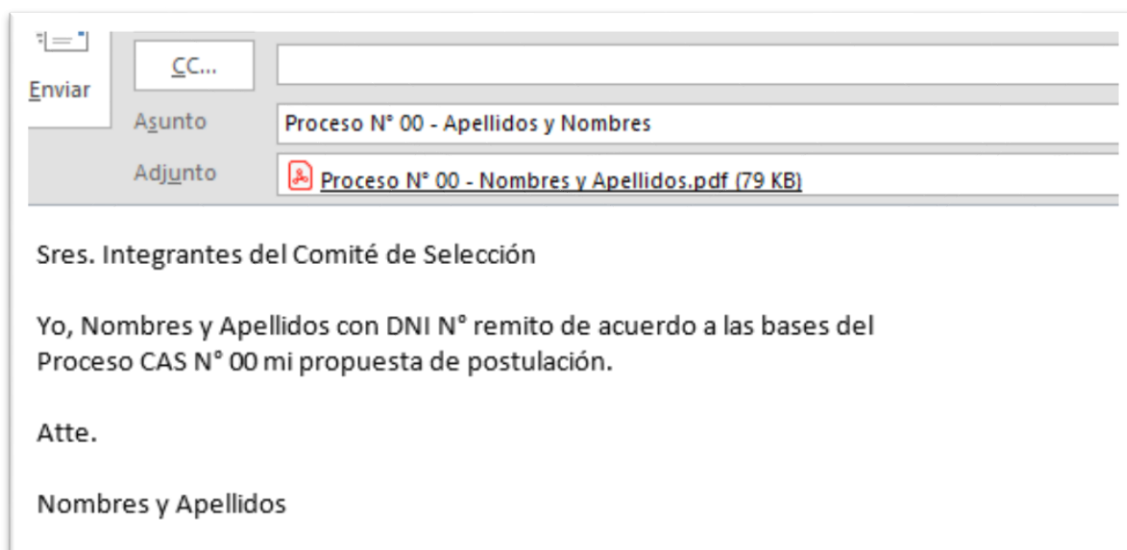 CC...
Enviar
Asunto
Proceso N° 00 - Apellidos y Nombres
Adjunto
Proceso N° 00 - Nombres y Apellidos.pdf (79 KB)
Sres. Integrantes del Comité de Selección
Yo, Nombres y Apellidos con DNI N° remito de acuerdo a las bases del
Proceso CAS N° 00 mi propuesta de postulación.
Atte.
Nombres y Apellidos